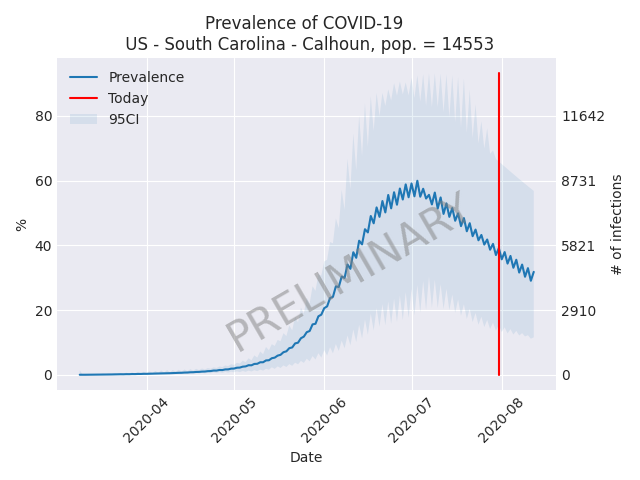 Prevalence of COVID-19
US - South Carolina - Calhoun, pop. = 14553
Prevalence
Today
95CI
80
60
40
20
0
%
11642
8731
5821
2910
0
# of infections
PRELIMINARY
2020-04
2020-05
2020-06
2020-07
2020-08
Date